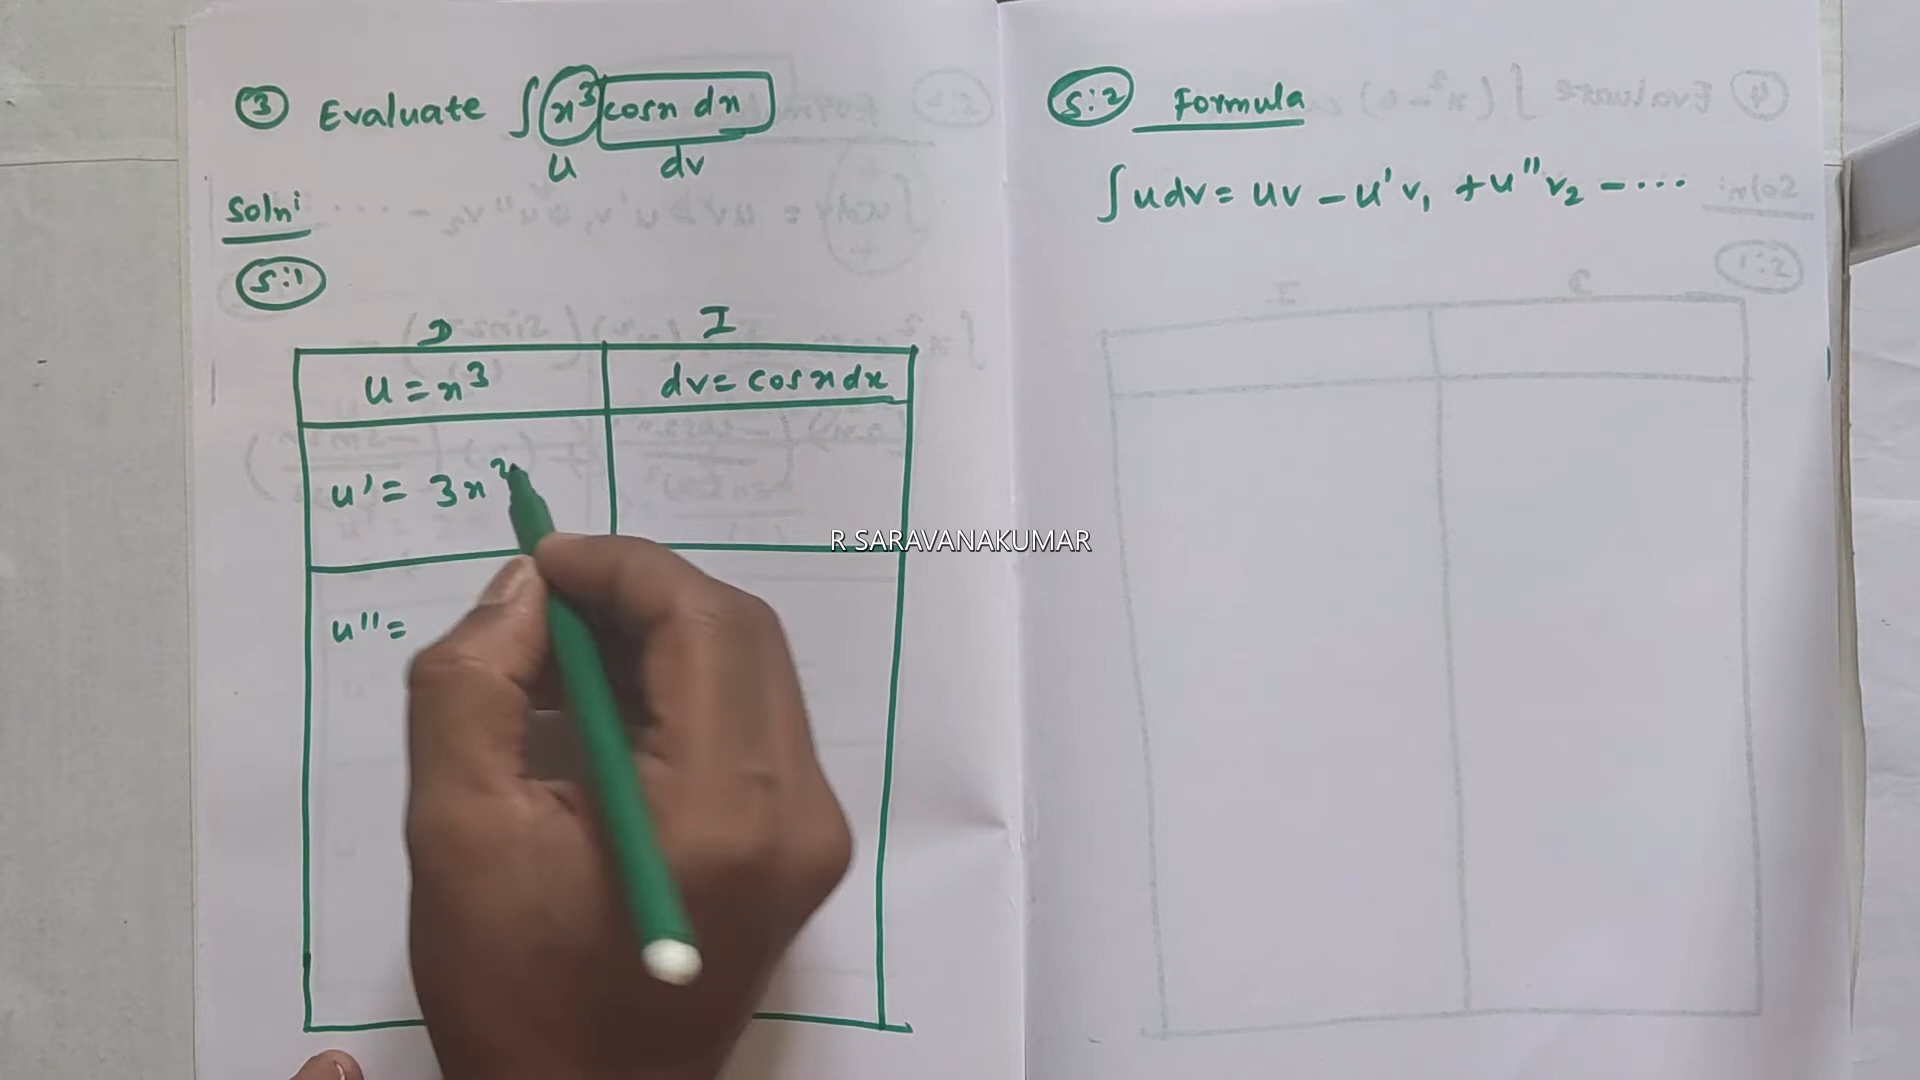 ③ Evaluate ∫ x³ cosx dx
u dv
Soln:
S:1
D I
u = x³ dv = cosx dx
u' = 3x²
u'' =
S:2 Formula
∫ u dv = uv - u'v₁ + u''v₂ - ...
R SARAVANAKUMAR